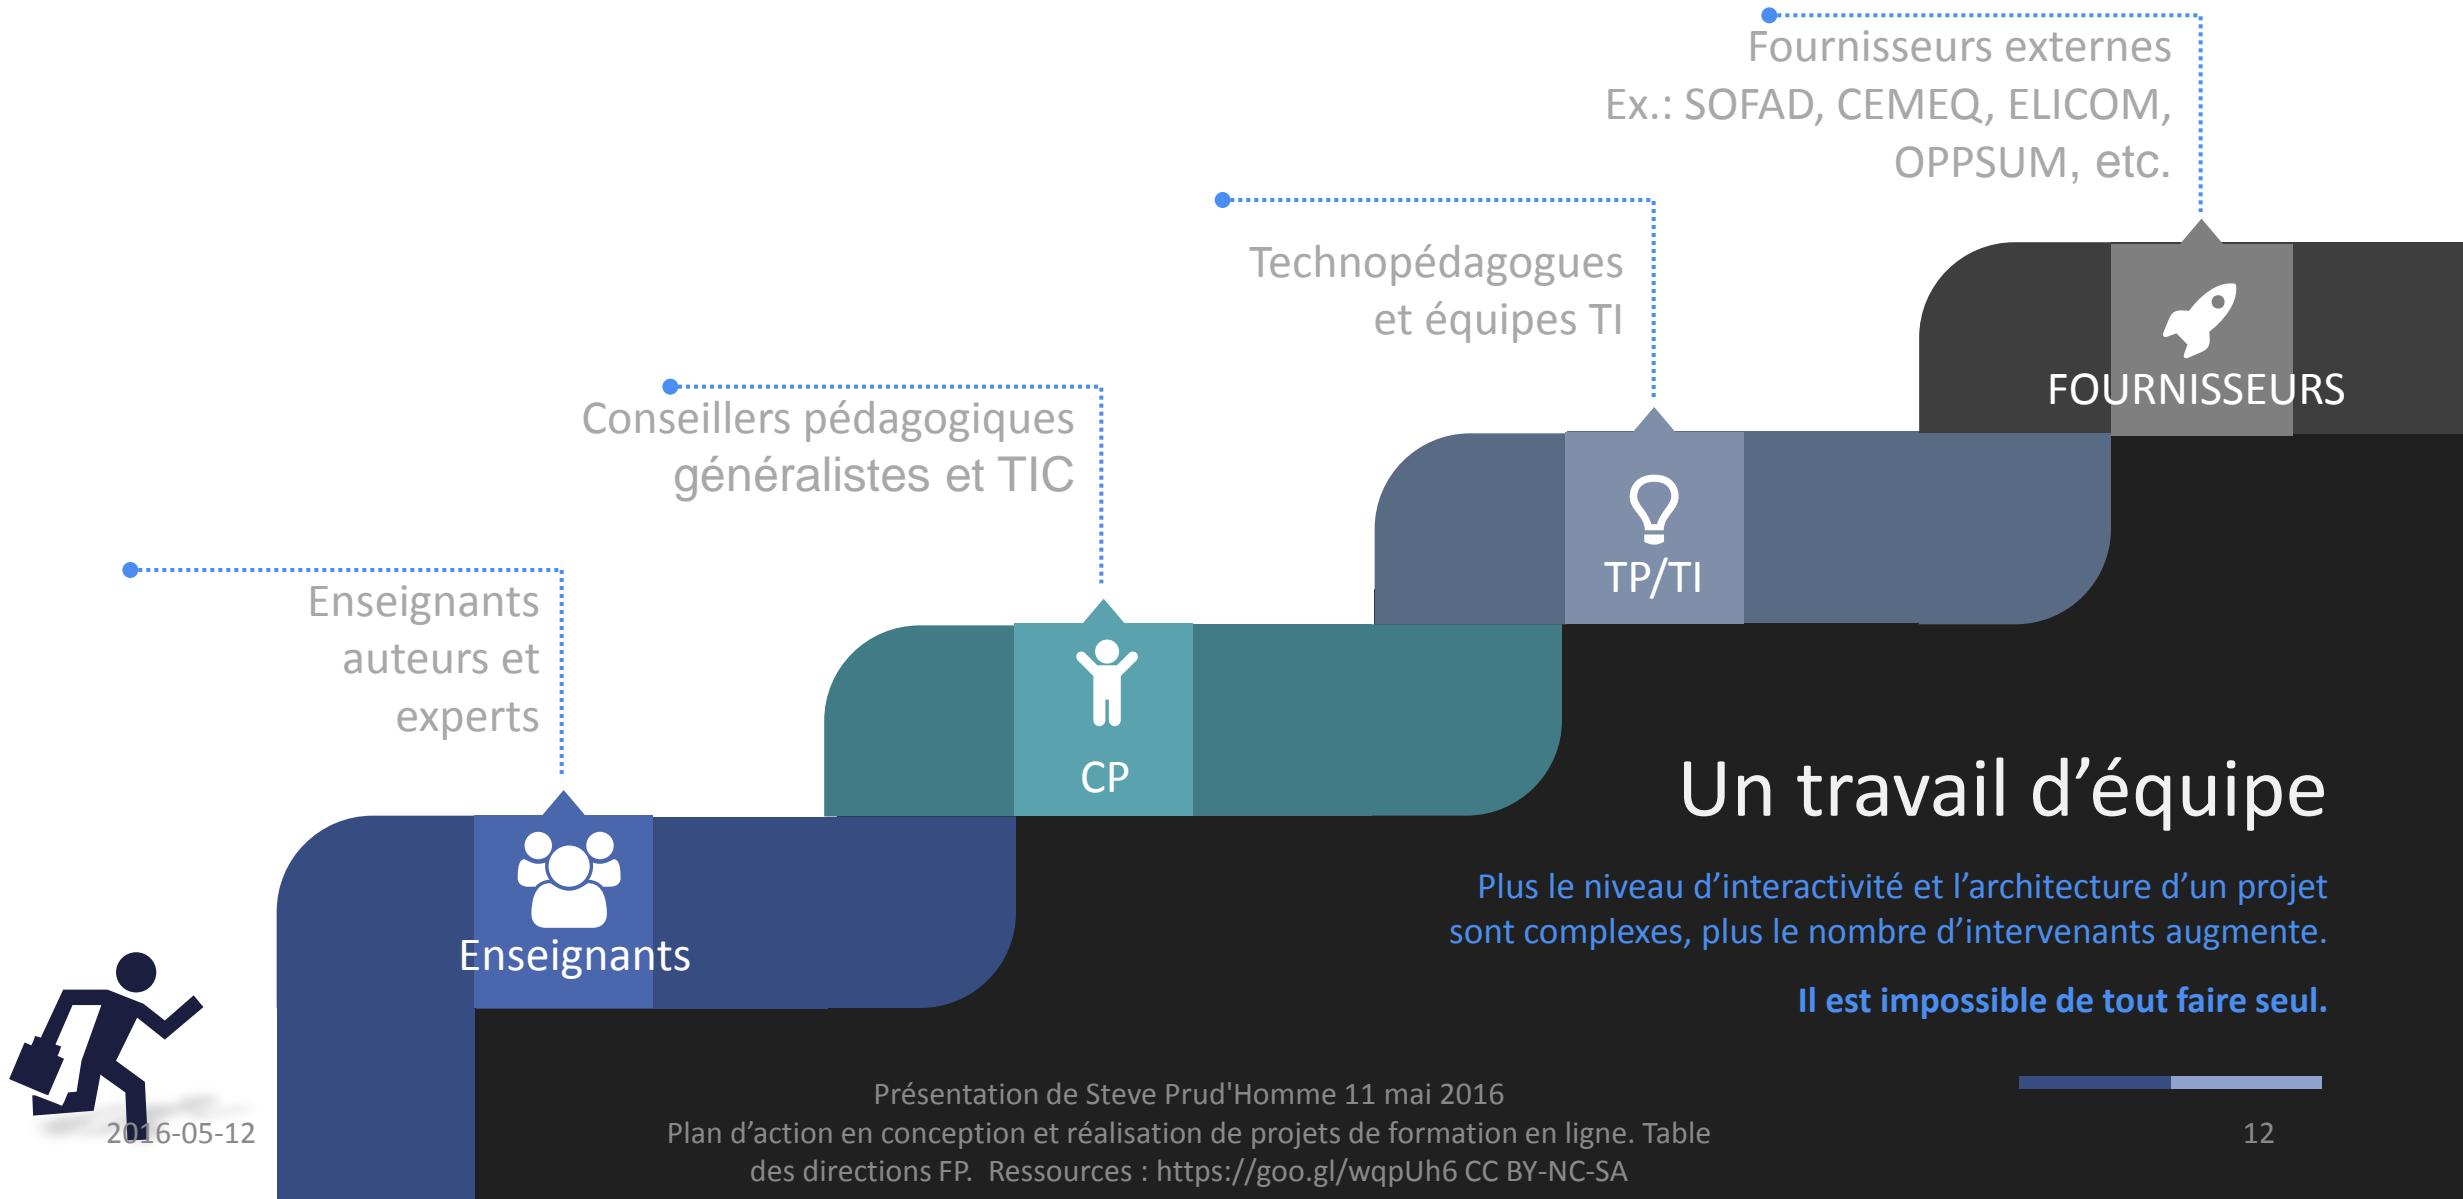 Fournisseurs externes
Ex.: SOFAD, CEMEQ, ELICOM,
OPPSUM, etc.
Technopédagogues
et équipes TI
FOURNISSEURS
Conseillers pédagogiques
généralistes et TIC
TP/TI
Enseignants
auteurs et
experts
CP
Enseignants
Un travail d’équipe
Plus le niveau d’interactivité et l’architecture d’un projet
sont complexes, plus le nombre d’intervenants augmente.
Il est impossible de tout faire seul.
2016-05-12
Présentation de Steve Prud'Homme 11 mai 2016
Plan d’action en conception et réalisation de projets de formation en ligne. Table
des directions FP.  Ressources : https://goo.gl/wqpUh6 CC BY-NC-SA
12